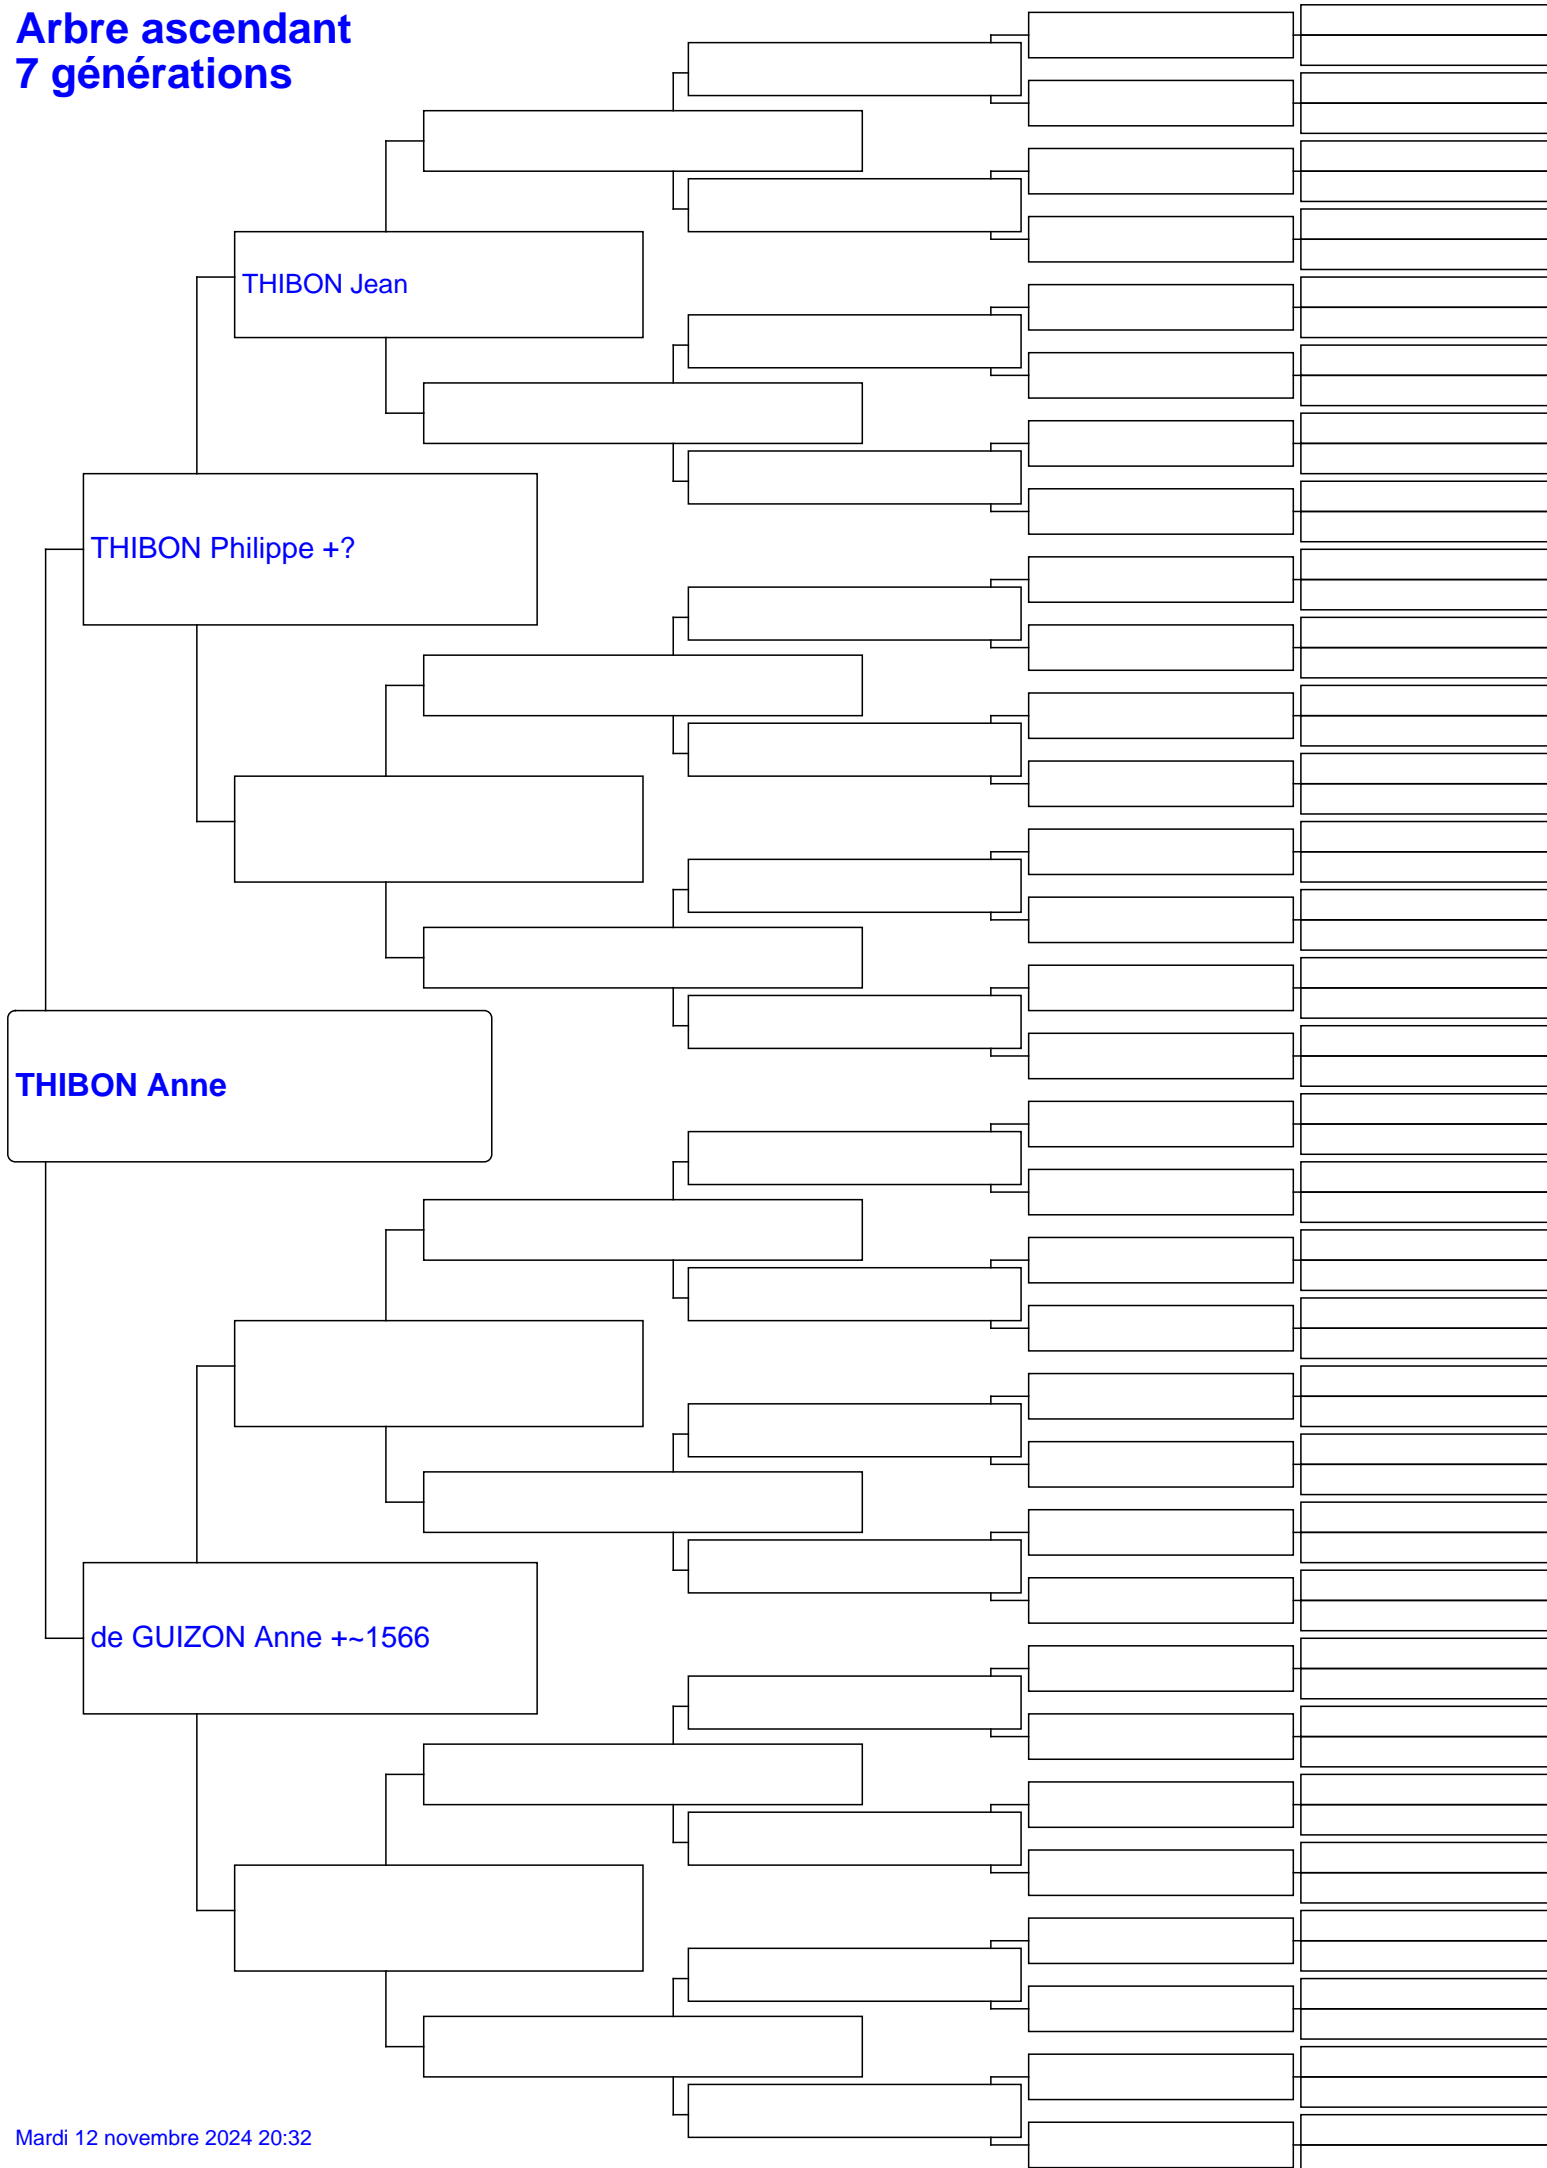 Arbre ascendant
7 générations
THIBON Jean
THIBON Philippe +?
THIBON Anne
de GUIZON Anne +~1566
Mardi 12 novembre 2024 20:32